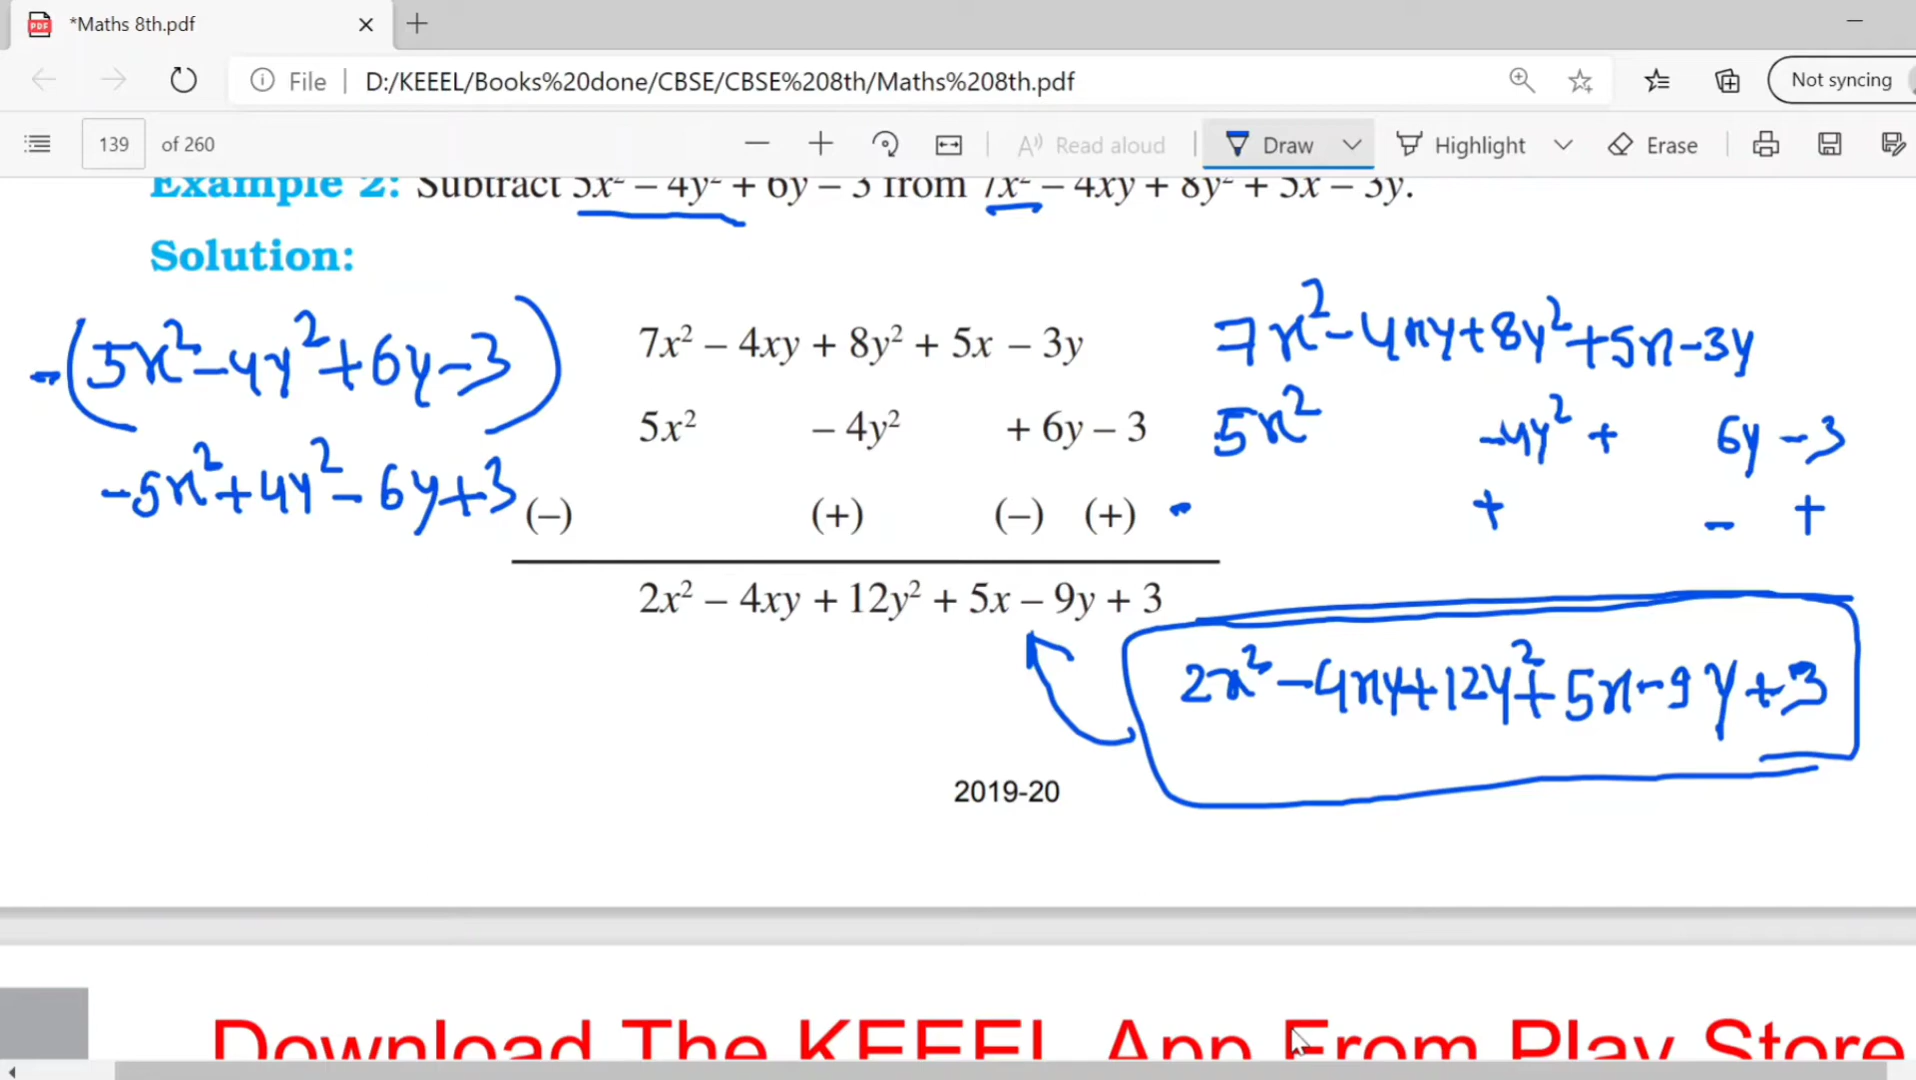 *Maths 8th.pdf
File | D:/KEEEL/Books%20done/CBSE/CBSE%208th/Maths%208th.pdf
Not syncing
139 of 260
Read aloud
Draw
Highlight
Erase
Example 2: Subtract 5x² – 4y² + 6y – 3 from 7x² – 4xy + 8y² + 5x – 3y.
Solution:
-(5x²-4y²+6y-3)
-5x²+4y²-6y+3
7x² – 4xy + 8y² + 5x – 3y
5x² – 4y² + 6y – 3
(–) (+) (–) (+)
2x² – 4xy + 12y² + 5x – 9y + 3
7x²-4xy+8y²+5x-3y
5x² -4y² + 6y -3
- + - +
2x²-4xy+12y²+5x-9y+3
2019-20
Download The KEEEL App From Play Store